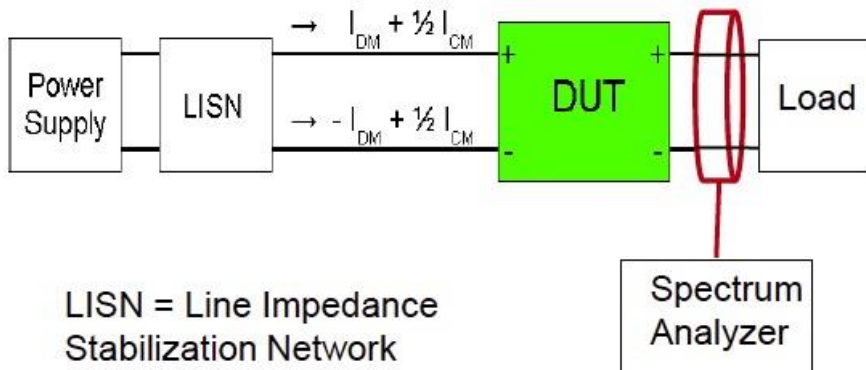 → I_DM + ½ I_CM
Power
Supply
LISN
→ - I_DM + ½ I_CM
+
-
DUT
+
-
Load
LISN = Line Impedance
Stabilization Network
Spectrum
Analyzer